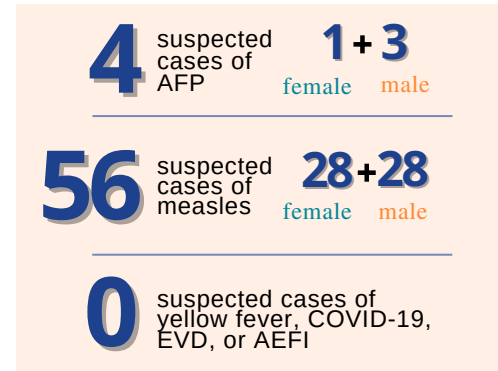 4
suspected
cases of
AFP
1 + 3
female male
56
suspected
cases of
measles
28+28
female male
0
suspected cases of
yellow fever, COVID-19,
EVD, or AEFI